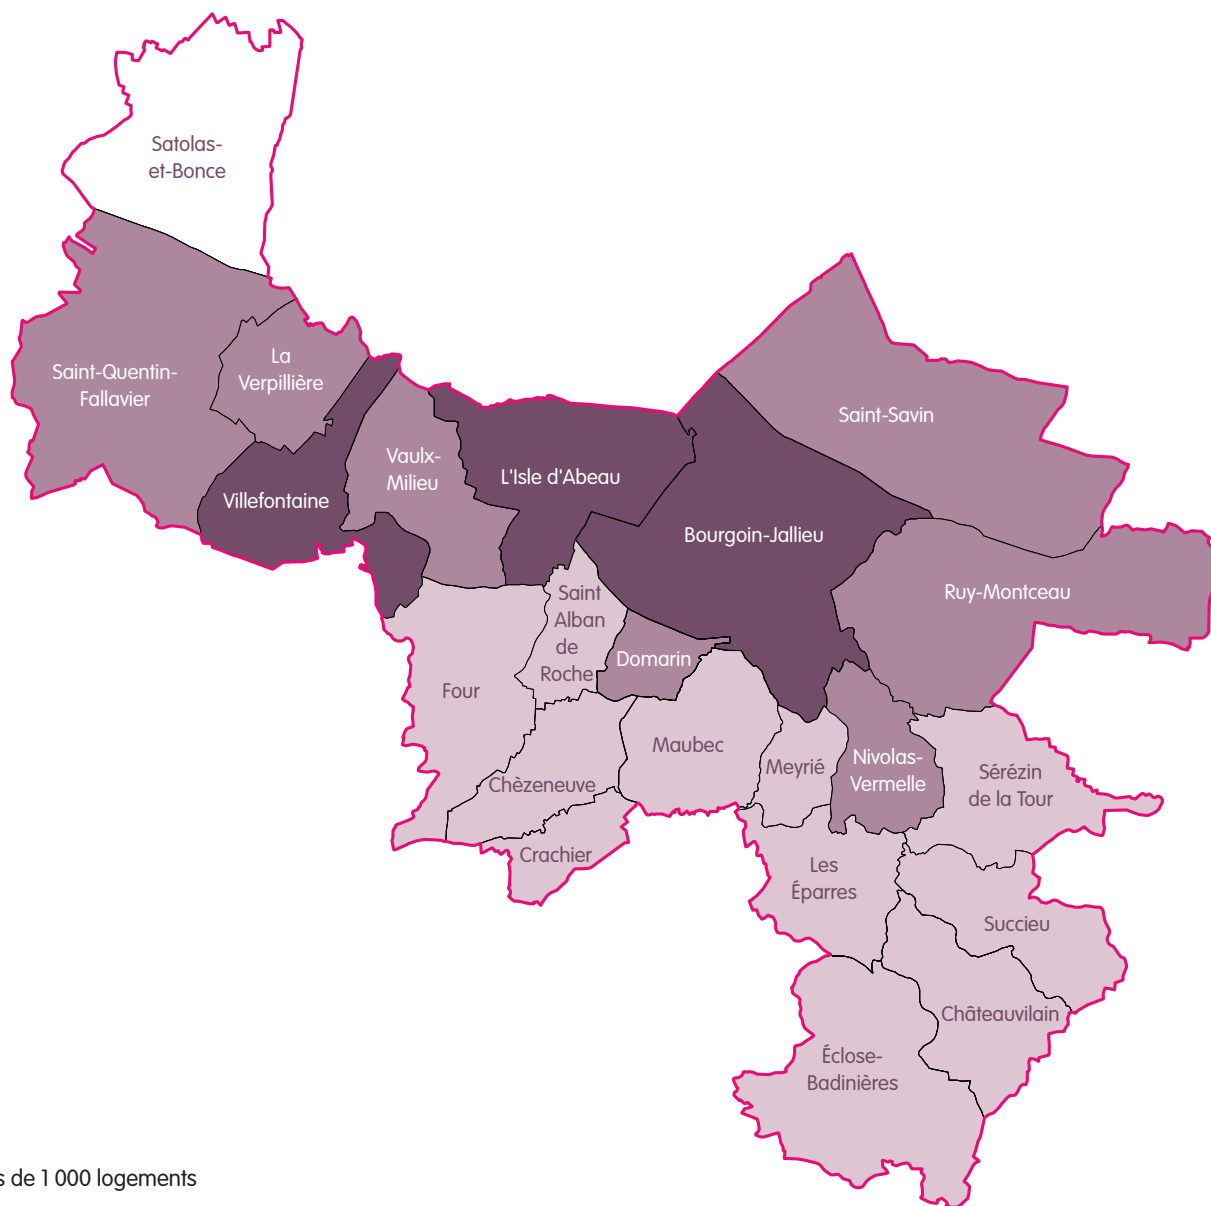 Satolas-
et-Bonce
Saint-Quentin-
Fallavier
La
Verpillière
Villefontaine
Vaulx-
Milieu
L'Isle d'Abeau
Bourgoin-Jallieu
Saint-Savin
Ruy-Montceau
Saint
Alban
de
Roche
Domarin
Four
Maubec
Meyrié
Nivolas-
Vermelle
Sérézin
de la Tour
Chèzeneuve
Crachier
Les
Éparres
Succieu
Châteauvilain
Éclose-
Badinières
s de 1 000 logements